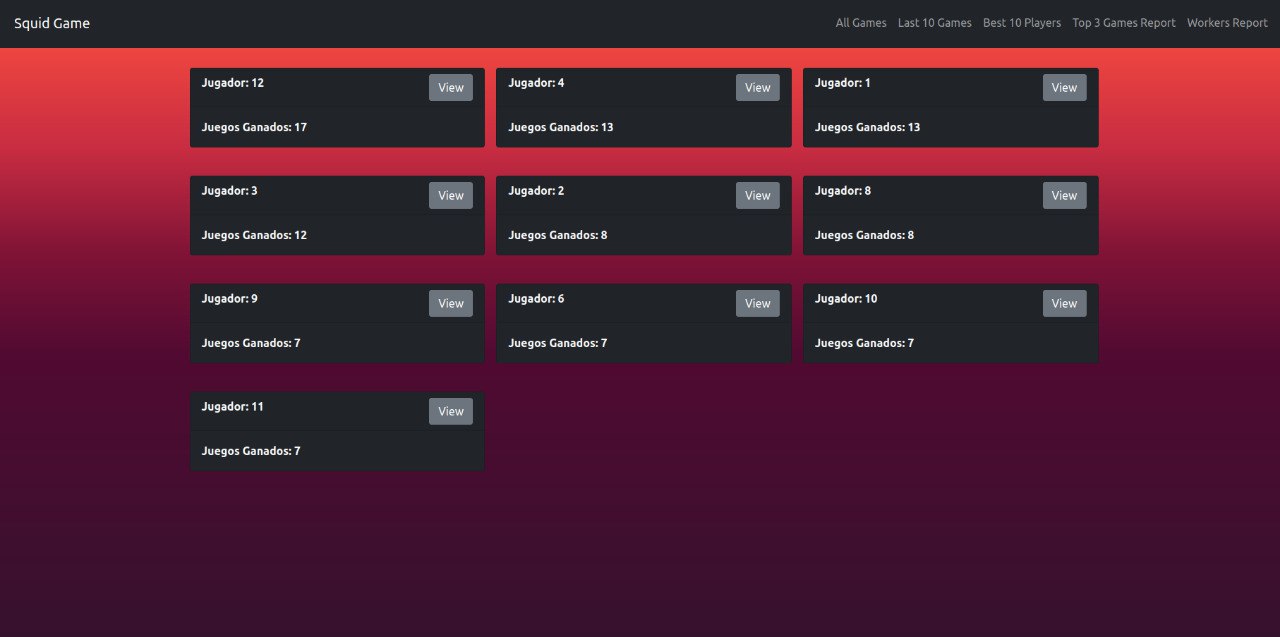 Squid Game All Games Last 10 Games Best 10 Players Top 3 Games Report Workers Report
Jugador: 12 View
Juegos Ganados: 17
Jugador: 4 View
Juegos Ganados: 13
Jugador: 1 View
Juegos Ganados: 13
Jugador: 3 View
Juegos Ganados: 12
Jugador: 2 View
Juegos Ganados: 8
Jugador: 8 View
Juegos Ganados: 8
Jugador: 9 View
Juegos Ganados: 7
Jugador: 6 View
Juegos Ganados: 7
Jugador: 10 View
Juegos Ganados: 7
Jugador: 11 View
Juegos Ganados: 7